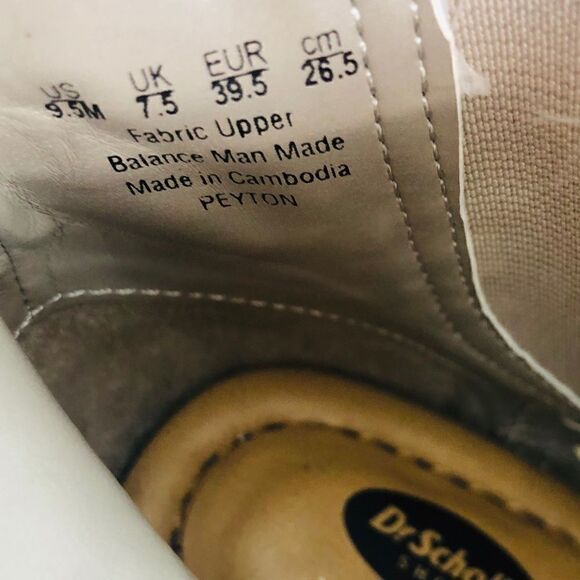 US UK EUR cm
9.5M 7.5 39.5 26.5
Fabric Upper
Balance Man Made
Made in Cambodia
PEYTON
Dr.Scho